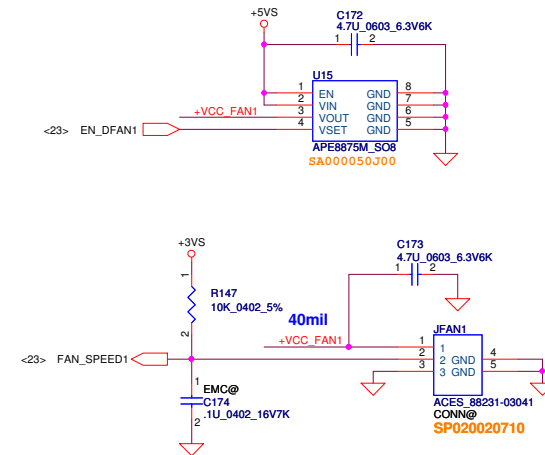 +5VS
C172
4.7U_0603_6.3V6K
1 2
U15
1 EN GND 8
2 VIN GND 7
+VCC_FAN1 3 VOUT GND 6
<23> EN_DFAN1 4 VSET GND 5
APE8875M_SO8
SA000050J00
+3VS
C173
4.7U_0603_6.3V6K
1 2
1
R147
10K_0402_5%
2
40mil
+VCC_FAN1
JFAN1
1 1
<23> FAN_SPEED1 2 2 GND 4
3 3 GND 5
1 EMC@
C174
.1U_0402_16V7K
2
ACES_88231-03041
CONN@
SP020020710